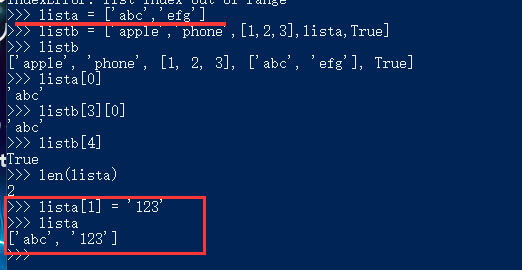 IndexError: list index out of range
>>> lista = ['abc','efg']
>>> listb = ['apple','phone',[1,2,3],lista,True]
>>> listb
['apple', 'phone', [1, 2, 3], ['abc', 'efg'], True]
>>> lista[0]
'abc'
>>> listb[3][0]
'abc'
>>> listb[4]
True
>>> len(lista)
2
>>> lista[1] = '123'
>>> lista
['abc', '123']
>>>